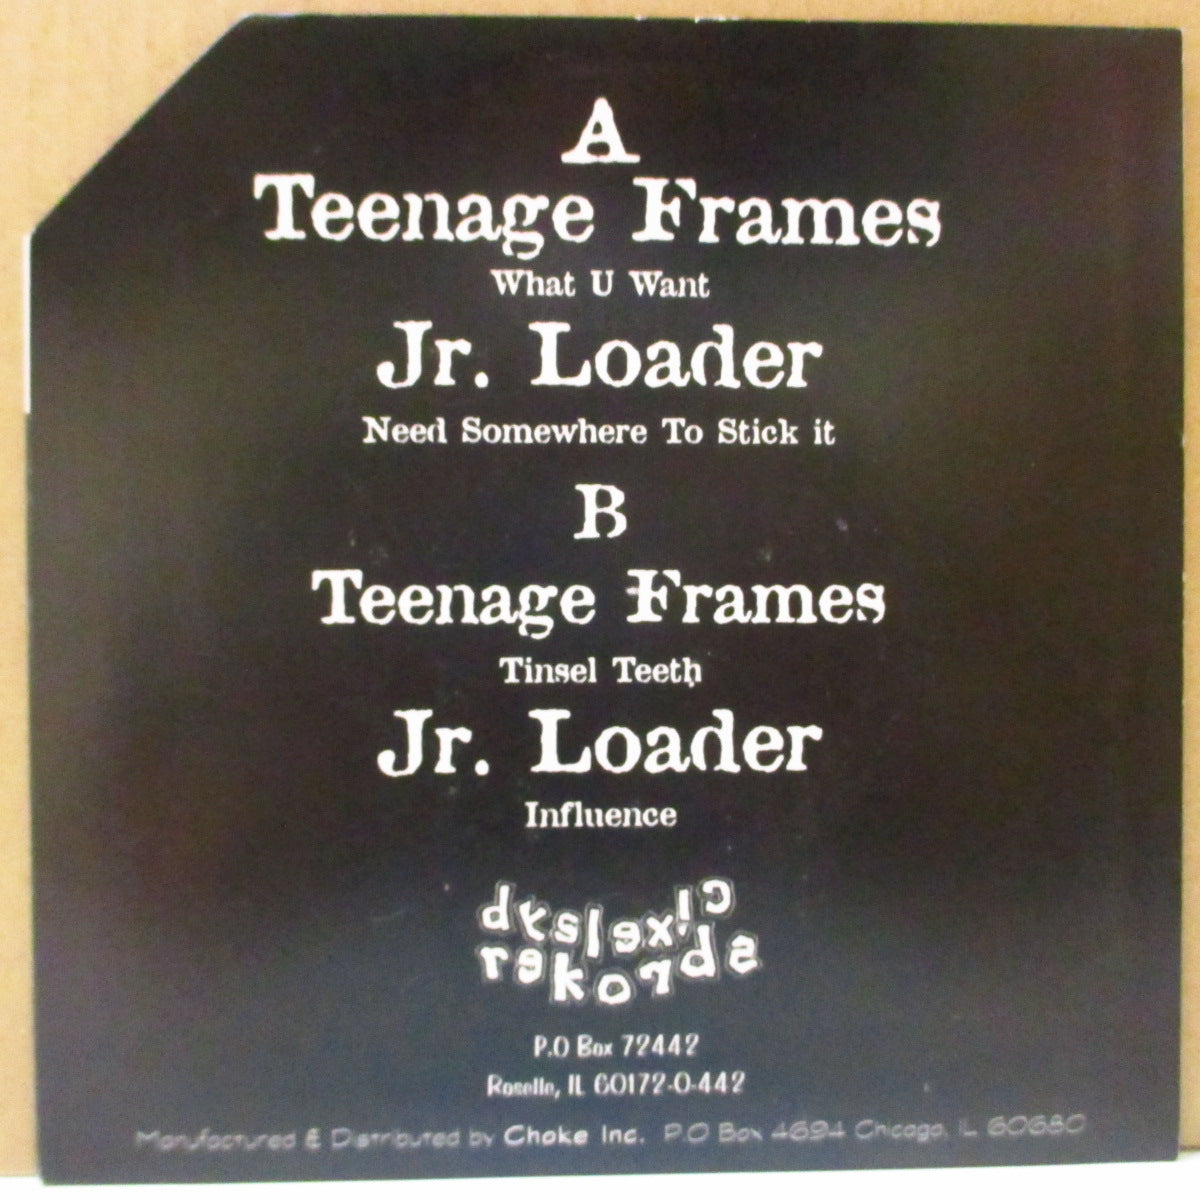 A
Teenage Frames
What U Want
Jr. Loader
Need Somewhere To Stick it
B
Teenage Frames
Tinsel Teeth
Jr. Loader
Influence
dyslexic
rekords
P.O Box 72442
Roselle, IL 60172-0-442
Manufactured & Distributed by Choke Inc. P.O Box 4694 Chicago, IL 60680